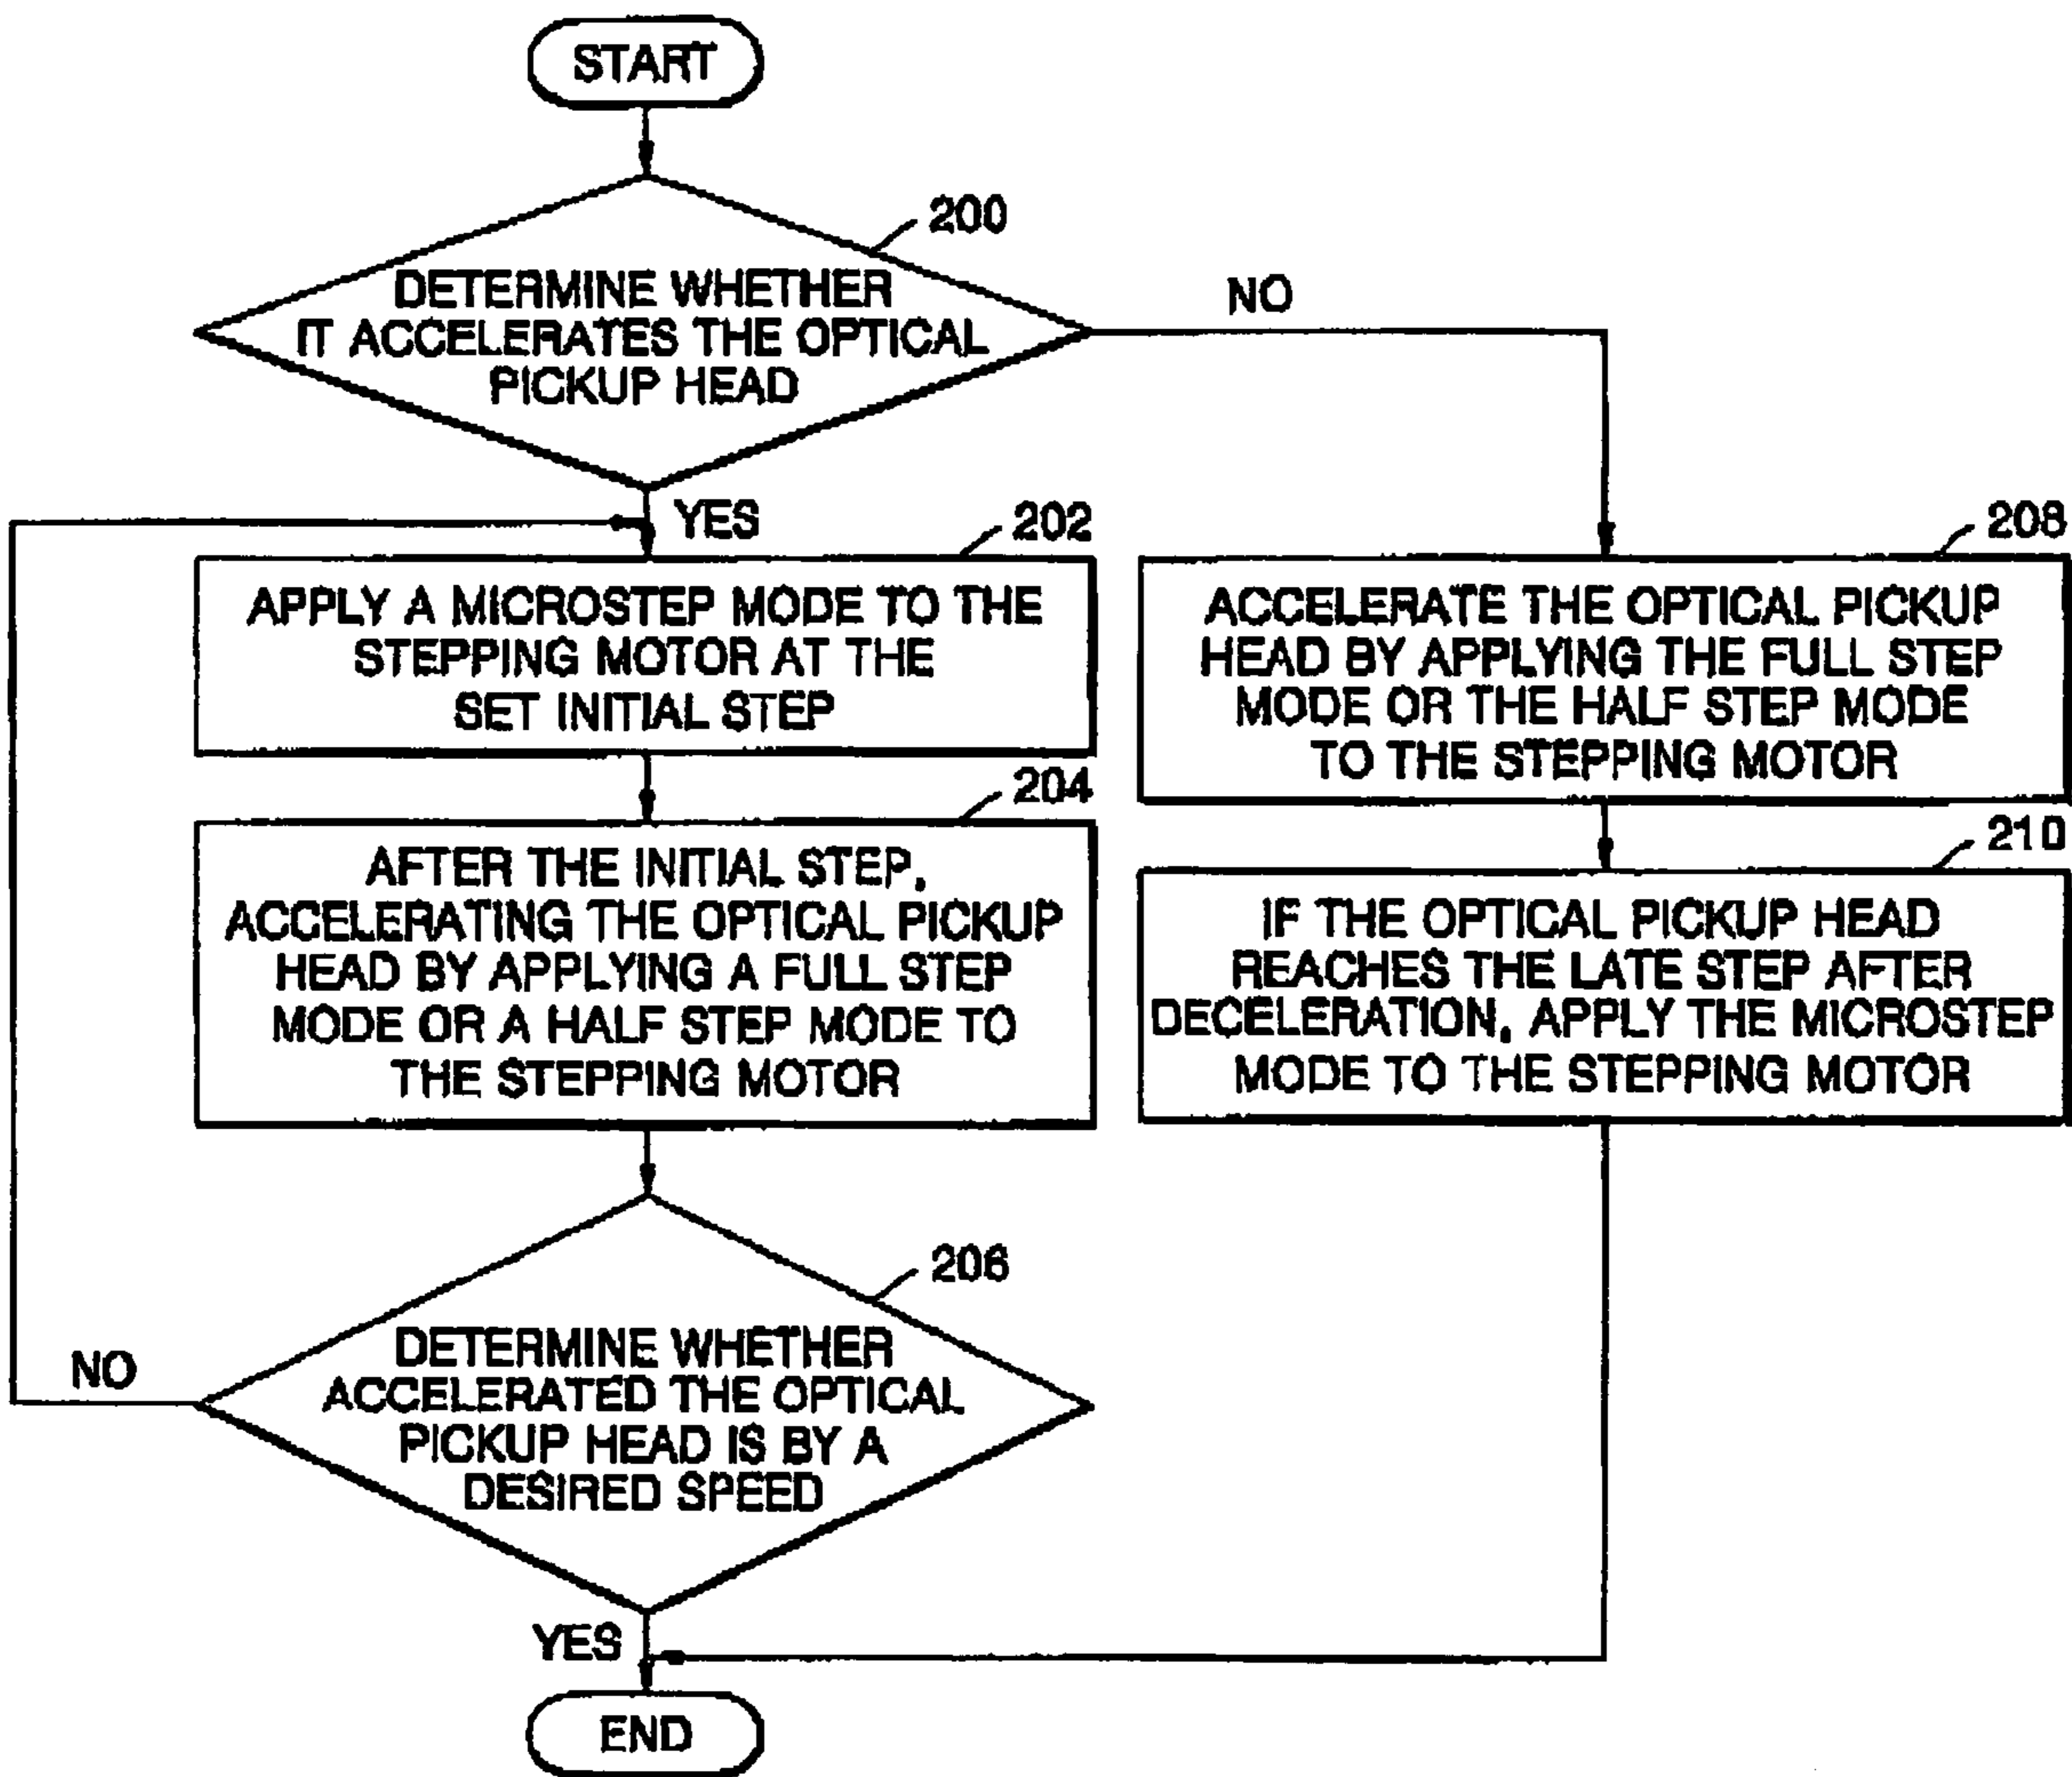 START
200
DETERMINE WHETHER
IT ACCELERATES THE OPTICAL
PICKUP HEAD
NO
YES
202
APPLY A MICROSTEP MODE TO THE
STEPPING MOTOR AT THE
SET INITIAL STEP
204
AFTER THE INITIAL STEP,
ACCELERATING THE OPTICAL PICKUP
HEAD BY APPLYING A FULL STEP
MODE OR A HALF STEP MODE TO
THE STEPPING MOTOR
206
DETERMINE WHETHER
ACCELERATED THE OPTICAL
PICKUP HEAD IS BY A
DESIRED SPEED
NO
YES
208
ACCELERATE THE OPTICAL PICKUP
HEAD BY APPLYING THE FULL STEP
MODE OR THE HALF STEP MODE
TO THE STEPPING MOTOR
210
IF THE OPTICAL PICKUP HEAD
REACHES THE LATE STEP AFTER
DECELERATION, APPLY THE MICROSTEP
MODE TO THE STEPPING MOTOR
END